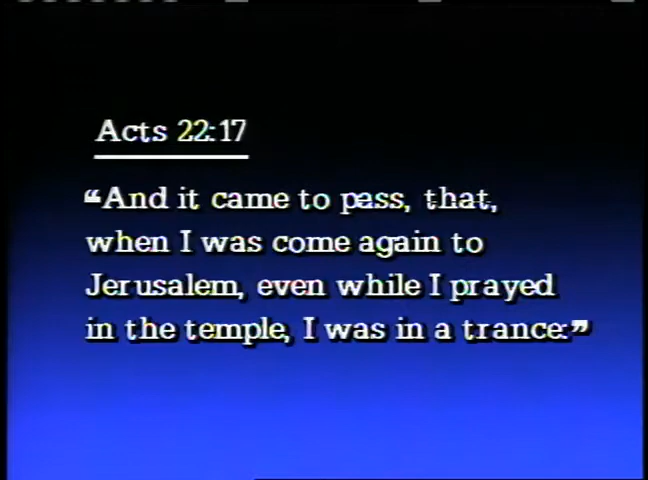 Acts 22:17
“And it came to pass, that,
when I was come again to
Jerusalem, even while I prayed
in the temple, I was in a trance:”